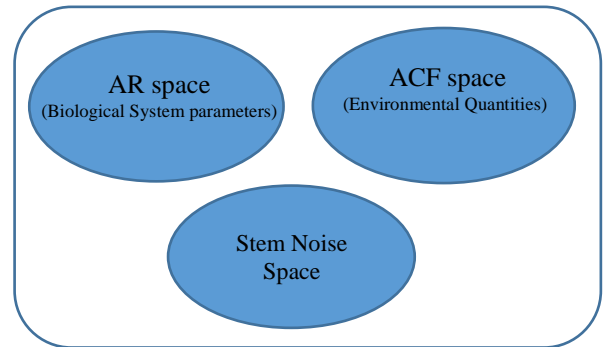 AR space
(Biological System parameters)
ACF space
(Environmental Quantities)
Stem Noise
Space